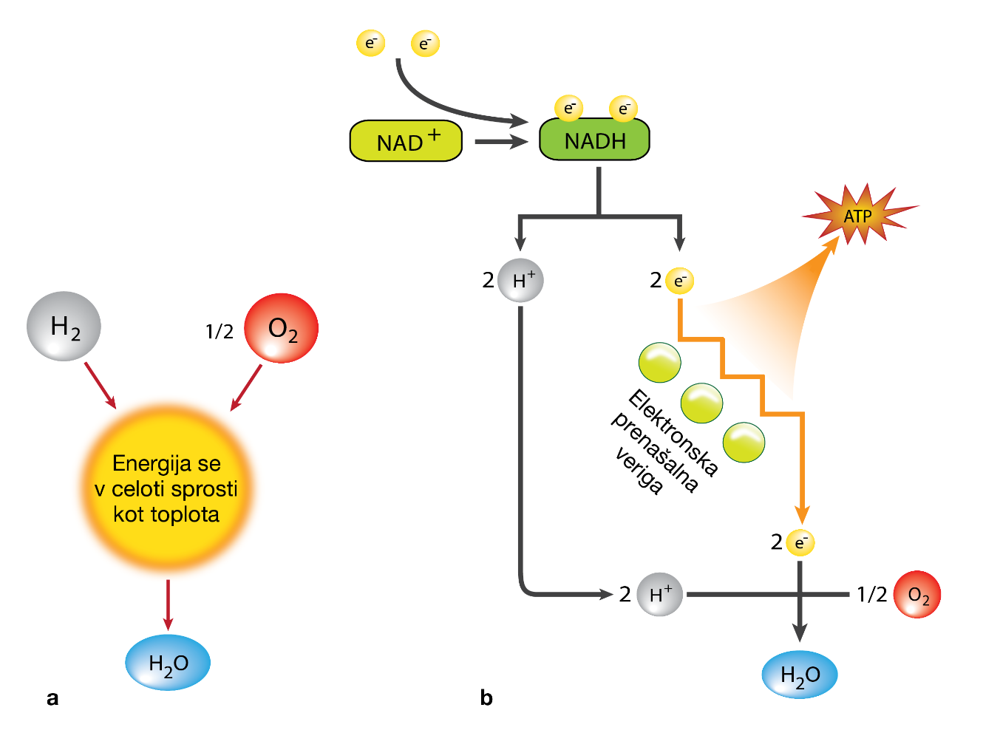 e⁻ e⁻
NAD⁺
e⁻ e⁻
NADH
ATP
2 H⁺
2 e⁻
H₂
1/2 O₂
Energija se
v celoti sprosti
kot toplota
H₂O
a
Elektronska
prenašalna
veriga
2 e⁻
2 H⁺
1/2 O₂
H₂O
b